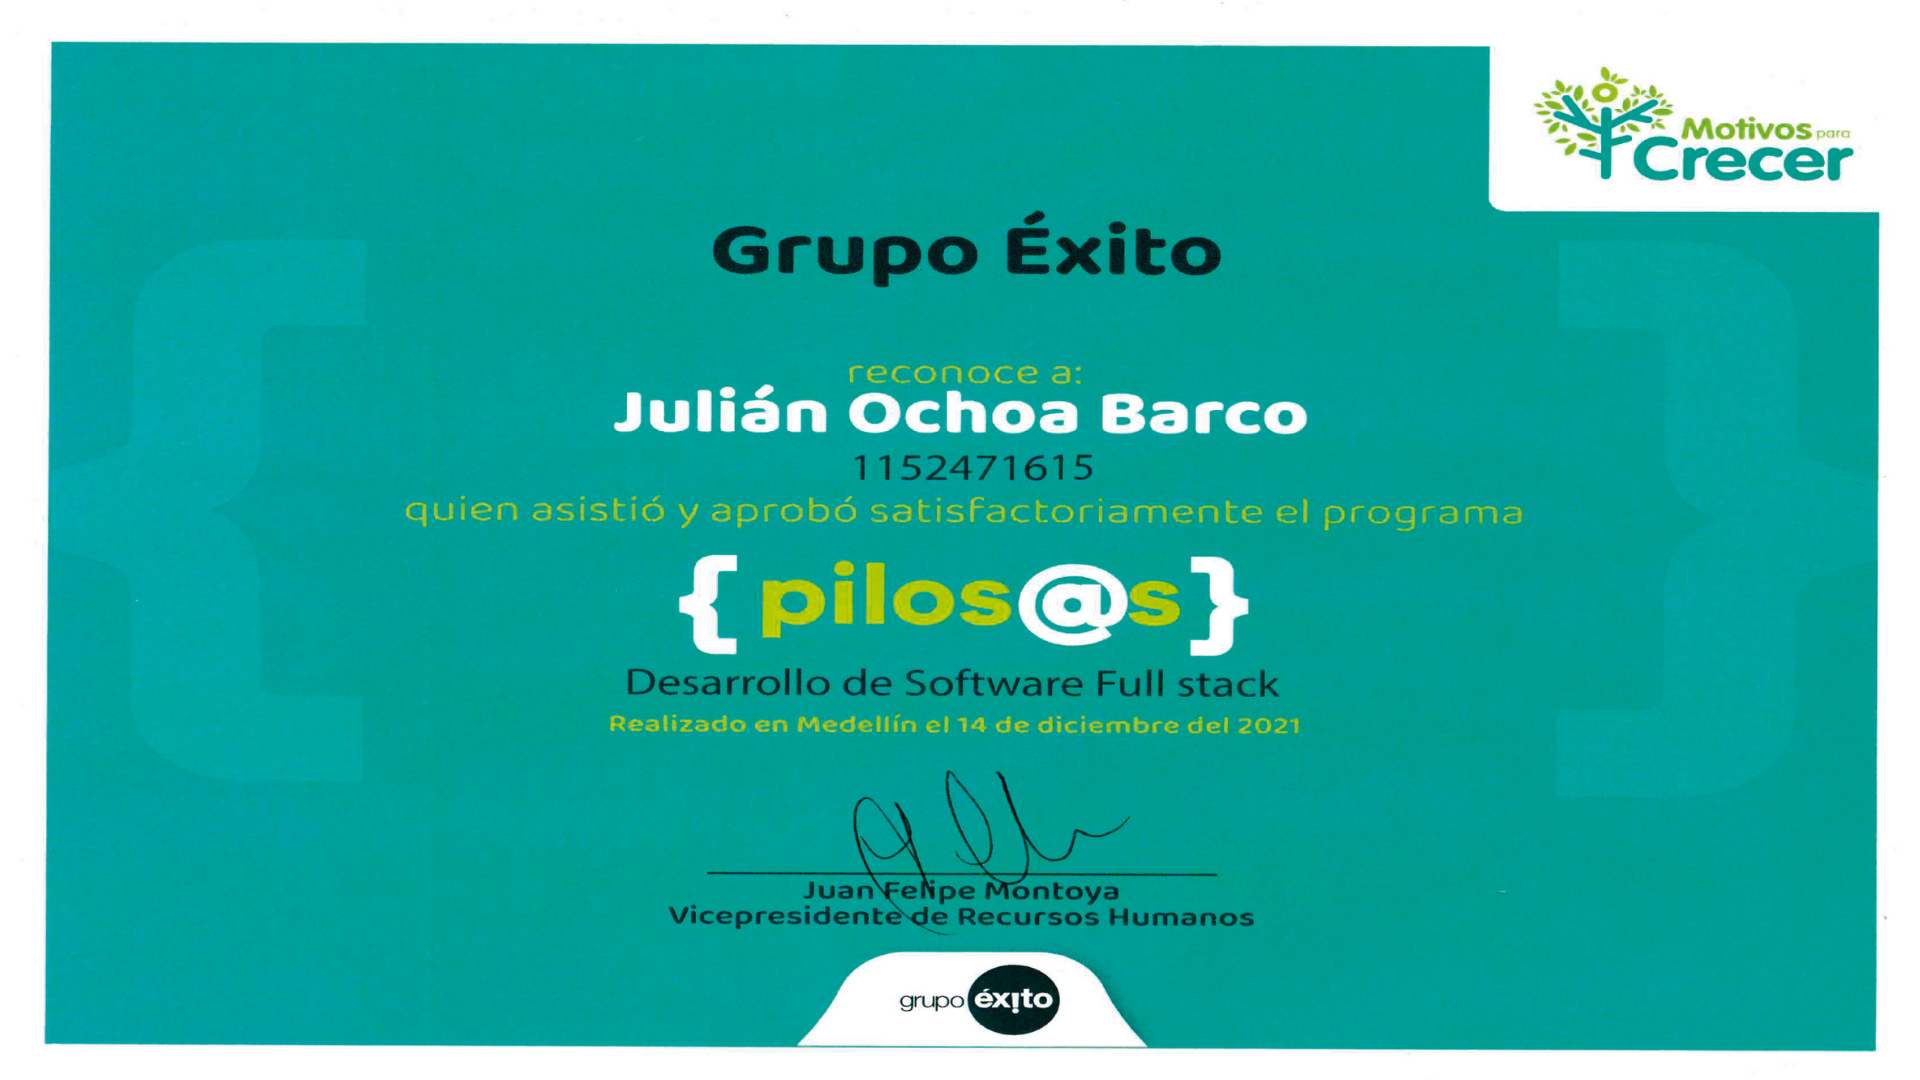 Motivos para
Crecer
Grupo Éxito
reconoce a:
Julián Ochoa Barco
1152471615
quien asistió y aprobó satisfactoriamente el programa
{ pilos@s }
Desarrollo de Software Full stack
Realizado en Medellín el 14 de diciembre del 2021
Juan Felipe Montoya
Vicepresidente de Recursos Humanos
grupo éxito